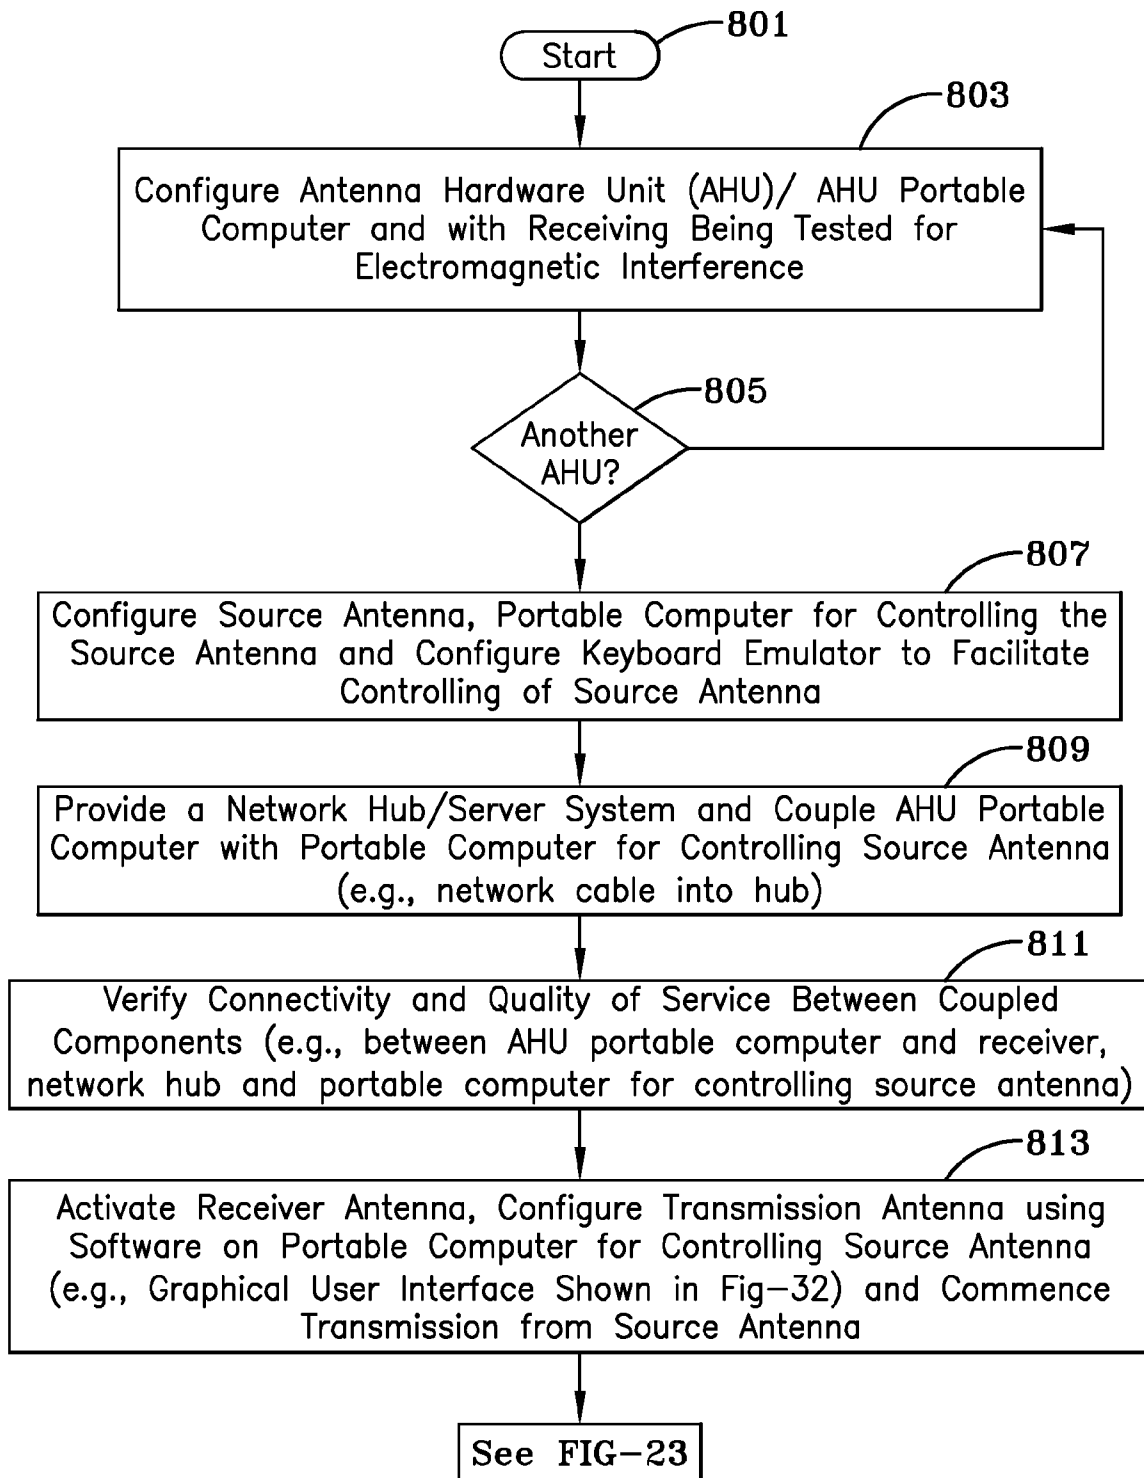 801
Start
803
Configure Antenna Hardware Unit (AHU)/ AHU Portable
Computer and with Receiving Being Tested for
Electromagnetic Interference
805
Another
AHU?
807
Configure Source Antenna, Portable Computer for Controlling the
Source Antenna and Configure Keyboard Emulator to Facilitate
Controlling of Source Antenna
809
Provide a Network Hub/Server System and Couple AHU Portable
Computer with Portable Computer for Controlling Source Antenna
(e.g., network cable into hub)
811
Verify Connectivity and Quality of Service Between Coupled
Components (e.g., between AHU portable computer and receiver,
network hub and portable computer for controlling source antenna)
813
Activate Receiver Antenna, Configure Transmission Antenna using
Software on Portable Computer for Controlling Source Antenna
(e.g., Graphical User Interface Shown in Fig-32) and Commence
Transmission from Source Antenna
See FIG-23